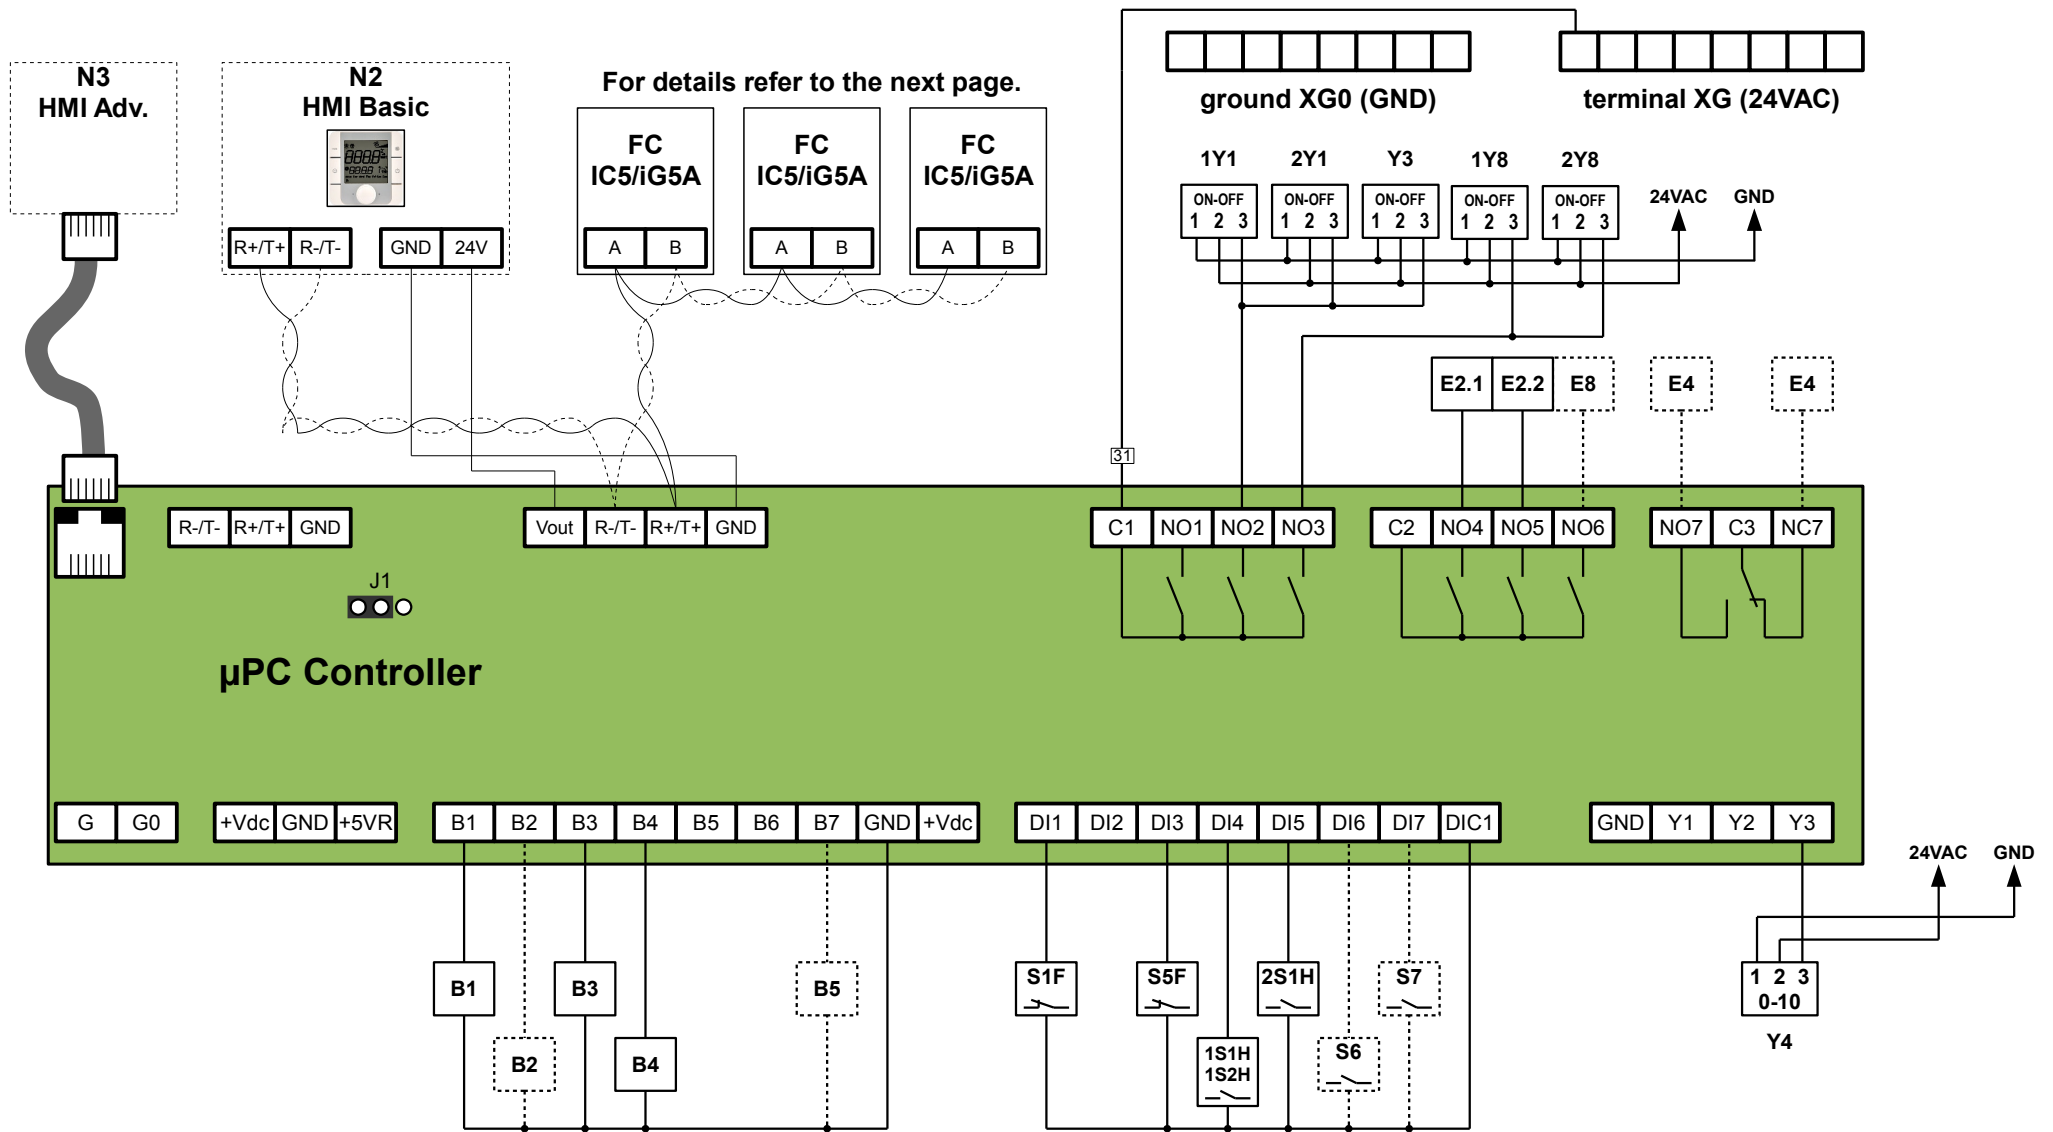 N3
HMI Adv.
N2
HMI Basic
R+/T+ R-/T- GND 24V
For details refer to the next page.
FC
IC5/iG5A
A B
FC
IC5/iG5A
A B
FC
IC5/iG5A
A B
ground XG0 (GND)
terminal XG (24VAC)
1Y1 2Y1 Y3 1Y8 2Y8
ON-OFF ON-OFF ON-OFF ON-OFF ON-OFF
1 2 3 1 2 3 1 2 3 1 2 3 1 2 3
24VAC GND
E2.1 E2.2 E8 E4 E4
31
R-/T- R+/T+ GND
Vout R-/T- R+/T+ GND
C1 NO1 NO2 NO3
C2 NO4 NO5 NO6
NO7 C3 NC7
J1
µPC Controller
G G0
+Vdc GND +5VR
B1 B2 B3 B4 B5 B6 B7 GND +Vdc
DI1 DI2 DI3 DI4 DI5 DI6 DI7 DIC1
GND Y1 Y2 Y3
24VAC GND
B1 B3 B5
B2 B4
S1F S5F 2S1H S7
1S1H
1S2H
S6
1 2 3
0-10
Y4